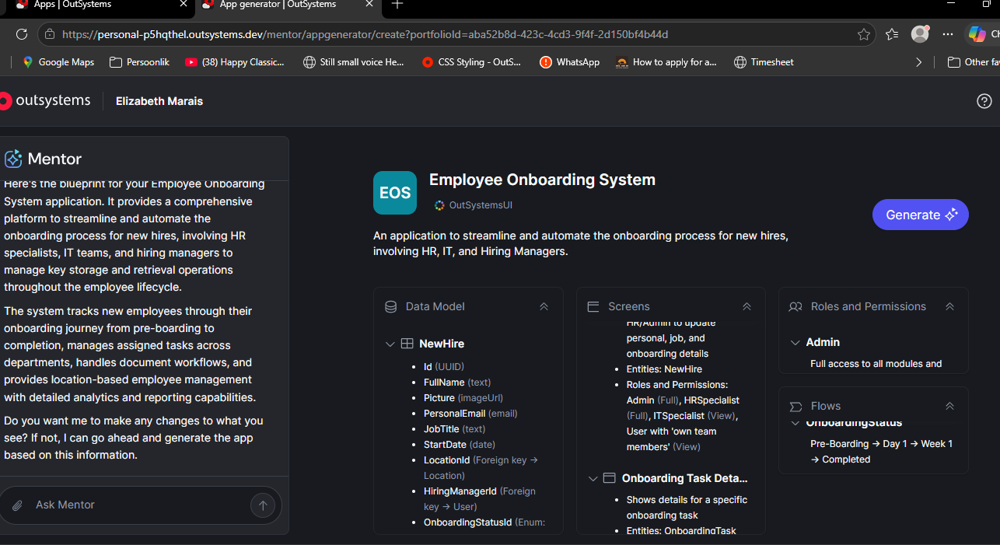 Apps | OutSystems
App generator | OutSystems
https://personal-p5hqthel.outsystems.dev/mentor/appgenerator/create?portfolioId=aba52b8d-423c-4cd3-9f4f-2d150bf4b44d
Google Maps
Persoonlik
(38) Happy Classic...
Still small voice He...
CSS Styling - OutS...
WhatsApp
How to apply for a...
Timesheet
Other fa
outsystems
Elizabeth Marais
Mentor
Here's the blueprint for your Employee Onboarding
System application. It provides a comprehensive
platform to streamline and automate the
onboarding process for new hires, involving HR
specialists, IT teams, and hiring managers to
manage key storage and retrieval operations
throughout the employee lifecycle.
The system tracks new employees through their
onboarding journey from pre-boarding to
completion, manages assigned tasks across
departments, handles document workflows, and
provides location-based employee management
with detailed analytics and reporting capabilities.
Do you want me to make any changes to what you
see? If not, I can go ahead and generate the app
based on this information.
Ask Mentor
EOS
Employee Onboarding System
OutSystemsUI
Generate
An application to streamline and automate the onboarding process for new hires,
involving HR, IT, and Hiring Managers.
Data Model
NewHire
• Id (UUID)
• FullName (text)
• Picture (imageUrl)
• PersonalEmail (email)
• JobTitle (text)
• StartDate (date)
• LocationId (Foreign key →
Location)
• HiringManagerId (Foreign
key → User)
• OnboardingStatusId (Enum:
Screens
HR/Admin to update
personal, job, and
onboarding details
• Entities: NewHire
• Roles and Permissions:
Admin (Full), HRSpecialist
(Full), ITSpecialist (View),
User with 'own team
members' (View)
Onboarding Task Deta...
• Shows details for a specific
onboarding task
• Entities: OnboardingTask
Roles and Permissions
Admin
Full access to all modules and
Flows
OnboardingStatus
Pre-Boarding → Day 1 → Week 1
→ Completed